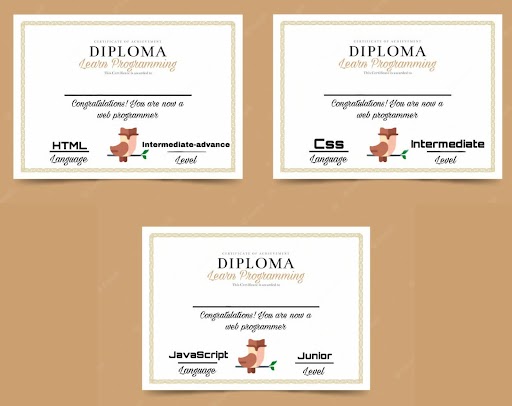 CERTIFICATE OF ACHIEVEMENT
DIPLOMA
Learn Programming
This Certificate is awarded to
Congratulations! You are now a
web programmer
HTML
Language
Intermediate-advance
Level
CERTIFICATE OF ACHIEVEMENT
DIPLOMA
Learn Programming
This Certificate is awarded to
Congratulations! You are now a
web programmer
Css
Language
Intermediate
Level
CERTIFICATE OF ACHIEVEMENT
DIPLOMA
Learn Programming
This Certificate is awarded to
Congratulations! You are now a
web programmer
JavaScript
Language
Junior
Level